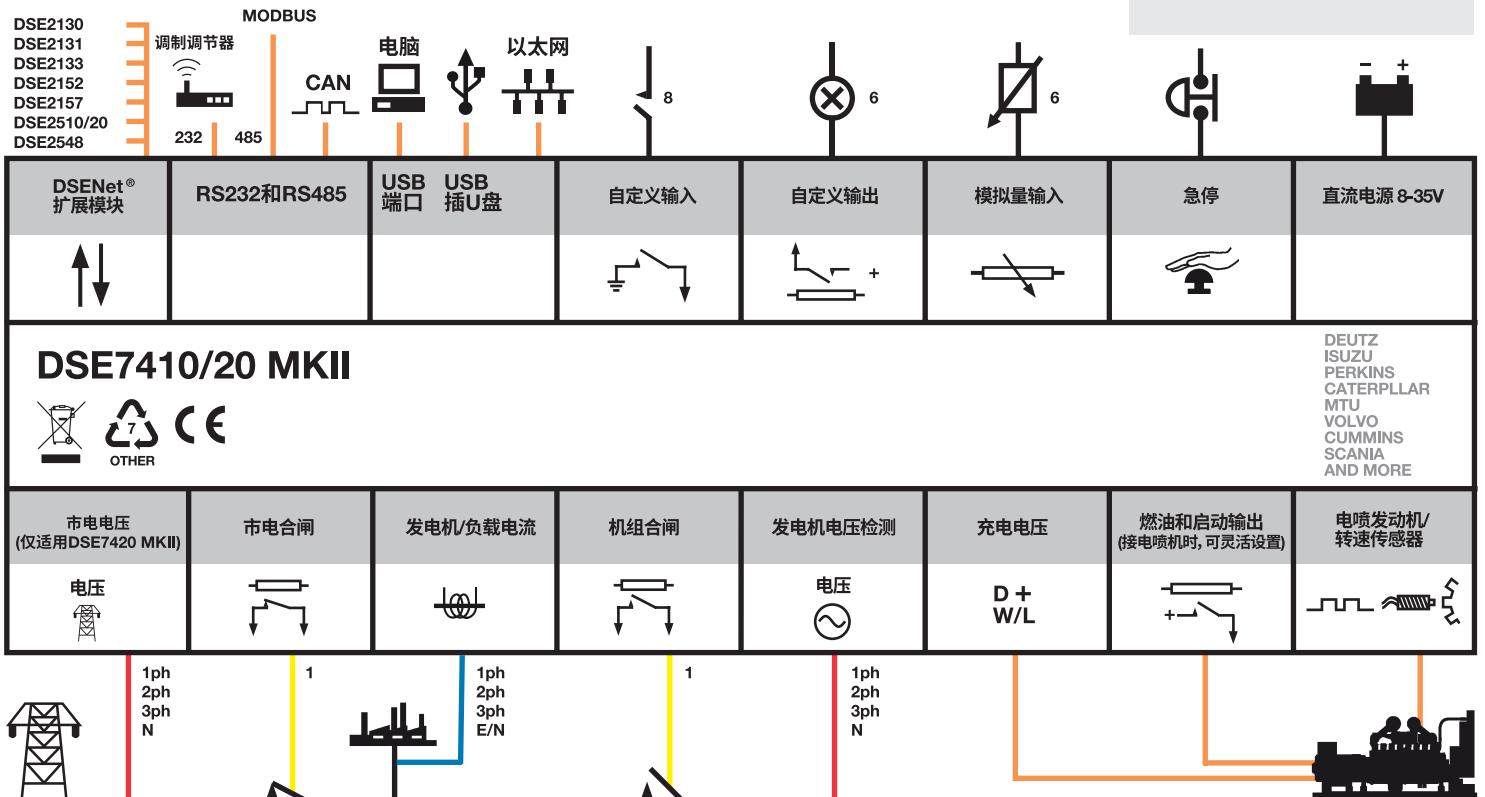 DSE2130
DSE2131
DSE2133
DSE2152
DSE2157
DSE2510/20
DSE2548
MODBUS
调制调节器
232
485
CAN
电脑
以太网
8
6
6
- +
DSENet®
扩展模块
RS232和RS485
USB
端口
USB
插U盘
自定义输入
自定义输出
模拟量输入
急停
直流电源 8-35V
+
DSE7410/20 MKII
7
OTHER
CE
DEUTZ
ISUZU
PERKINS
CATERPLLAR
MTU
VOLVO
CUMMINS
SCANIA
AND MORE
市电电压
(仅适用DSE7420 MKII)
市电合闸
发电机/负载电流
机组合闸
发电机电压检测
充电电压
燃油和启动输出
(接电喷机时, 可灵活设置)
电喷发动机/
转速传感器
电压
电压
D +
W/L
+
1ph
2ph
3ph
N
1
1ph
2ph
3ph
E/N
1
1ph
2ph
3ph
N